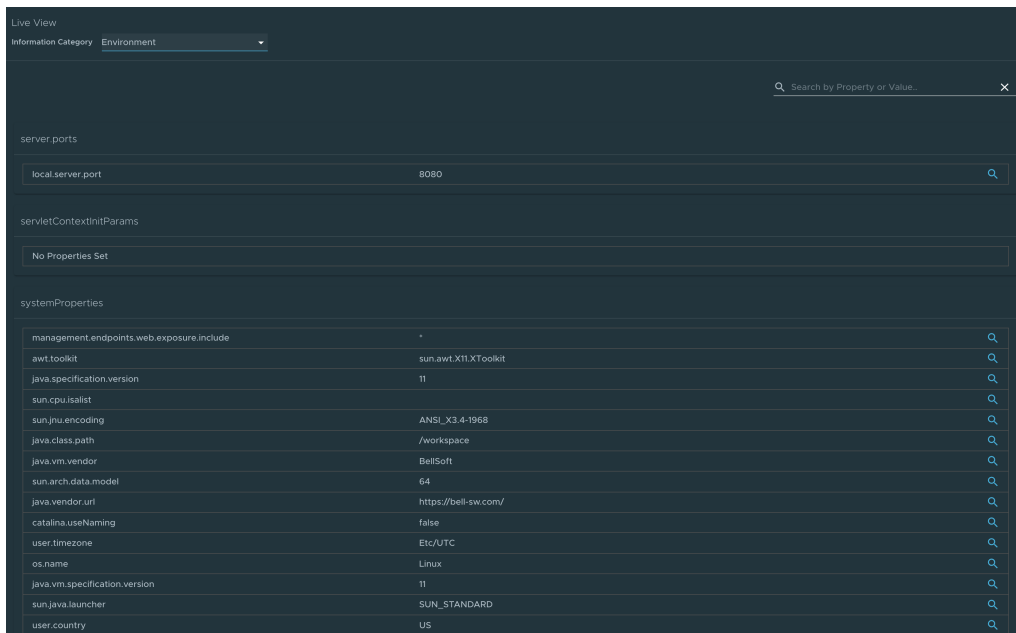 Live View
Information Category Environment
Search by Property or Value..
server.ports
local.server.port 8080
servletContextInitParams
No Properties Set
systemProperties
management.endpoints.web.exposure.include *
awt.toolkit sun.awt.X11.XToolkit
java.specification.version 11
sun.cpu.isalist
sun.jnu.encoding ANSI_X3.4-1968
java.class.path /workspace
java.vm.vendor BellSoft
sun.arch.data.model 64
java.vendor.url https://bell-sw.com/
catalina.useNaming false
user.timezone Etc/UTC
os.name Linux
java.vm.specification.version 11
sun.java.launcher SUN_STANDARD
user.country US